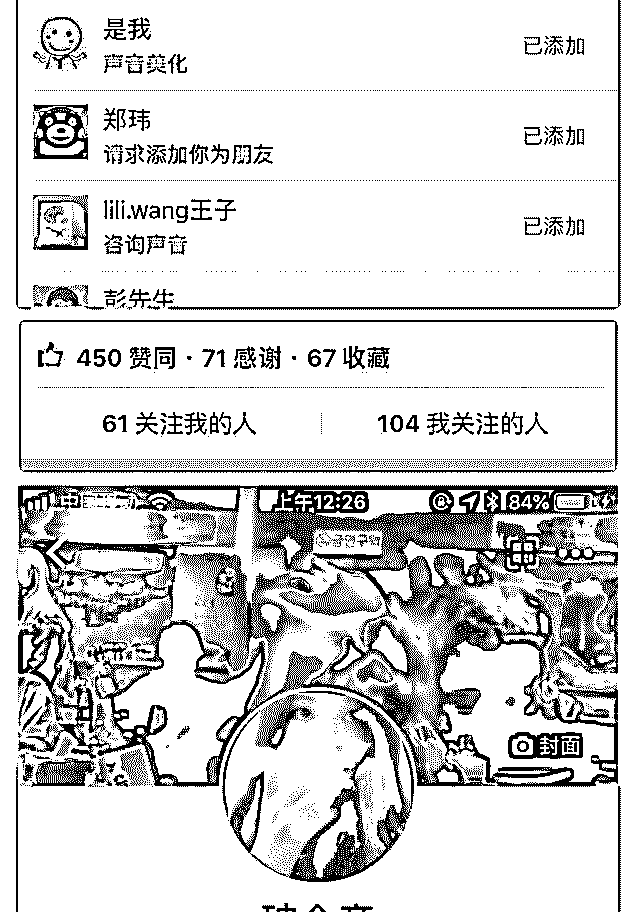 是我
已添加
声音美化
郑玮
已添加
请求添加你为朋友
lili.wang王子
已添加
咨询声音
彭先生
450 赞同 · 71 感谢 · 67 收藏
61 关注我的人
104 我关注的人
中国移动
上午12:26
84%
封面